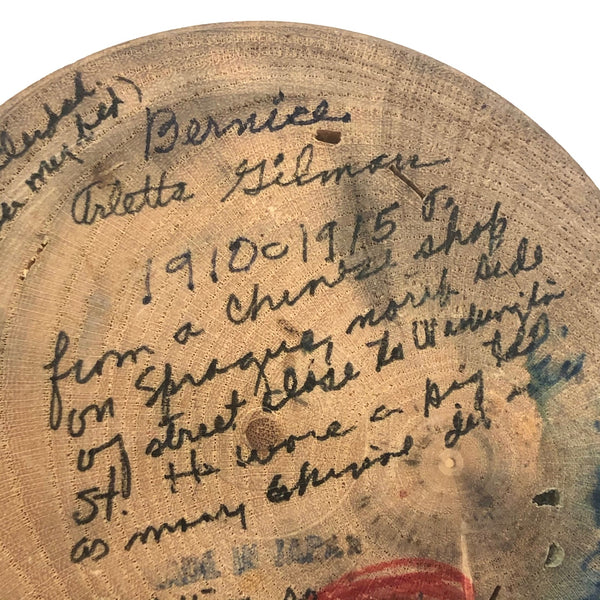 Bernice.
Arletta Gilman
1910-1915 J.
from a Chinese shop
on Sprague, north side
of street close to Washington
St. He wore a pig tail.
as many did
MADE IN JAPAN